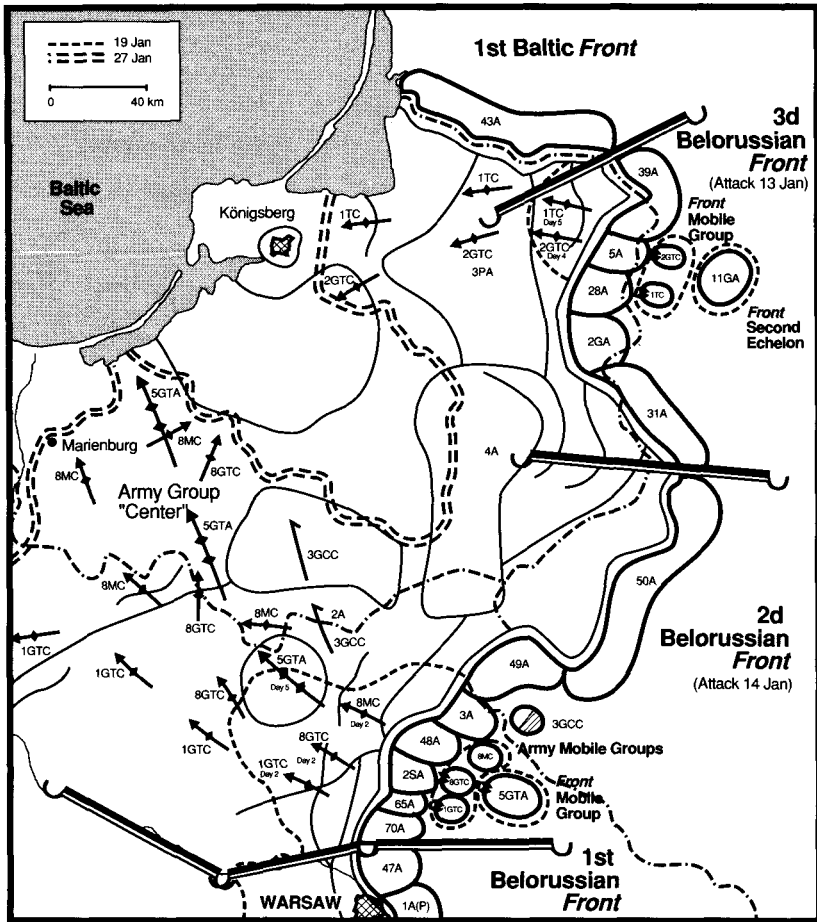 19 Jan
27 Jan
0 40 km
1st Baltic Front
3d
Belorussian
Front
(Attack 13 Jan)
43A
39A
Baltic
Sea
Königsberg
1TC
1TC
1TC
Day 5
Front
Mobile
Group
2GTC
2GTC
2GTC
Day 4
3PA
5A
2GTC
11GA
28A
1TC
Front
Second
Echelon
2GA
31A
5GTA
8MC
Marienburg
8MC
8GTC
4A
Army Group
"Center"
5GTA
3GCC
8MC
8GTC
8MC
2A
3GCC
50A
2d
Belorussian
Front
(Attack 14 Jan)
1GTC
1GTC
5GTA
Day 5
49A
8GTC
8MC
Day 2
3A
3GCC
1GTC
8GTC
Day 2
48A
Army Mobile Groups
8MC
1GTC
Day 2
2SA
8GTC
5GTA
Front
Mobile
Group
65A
1GTC
70A
47A
1st
Belorussian
Front
WARSAW
1A(P)